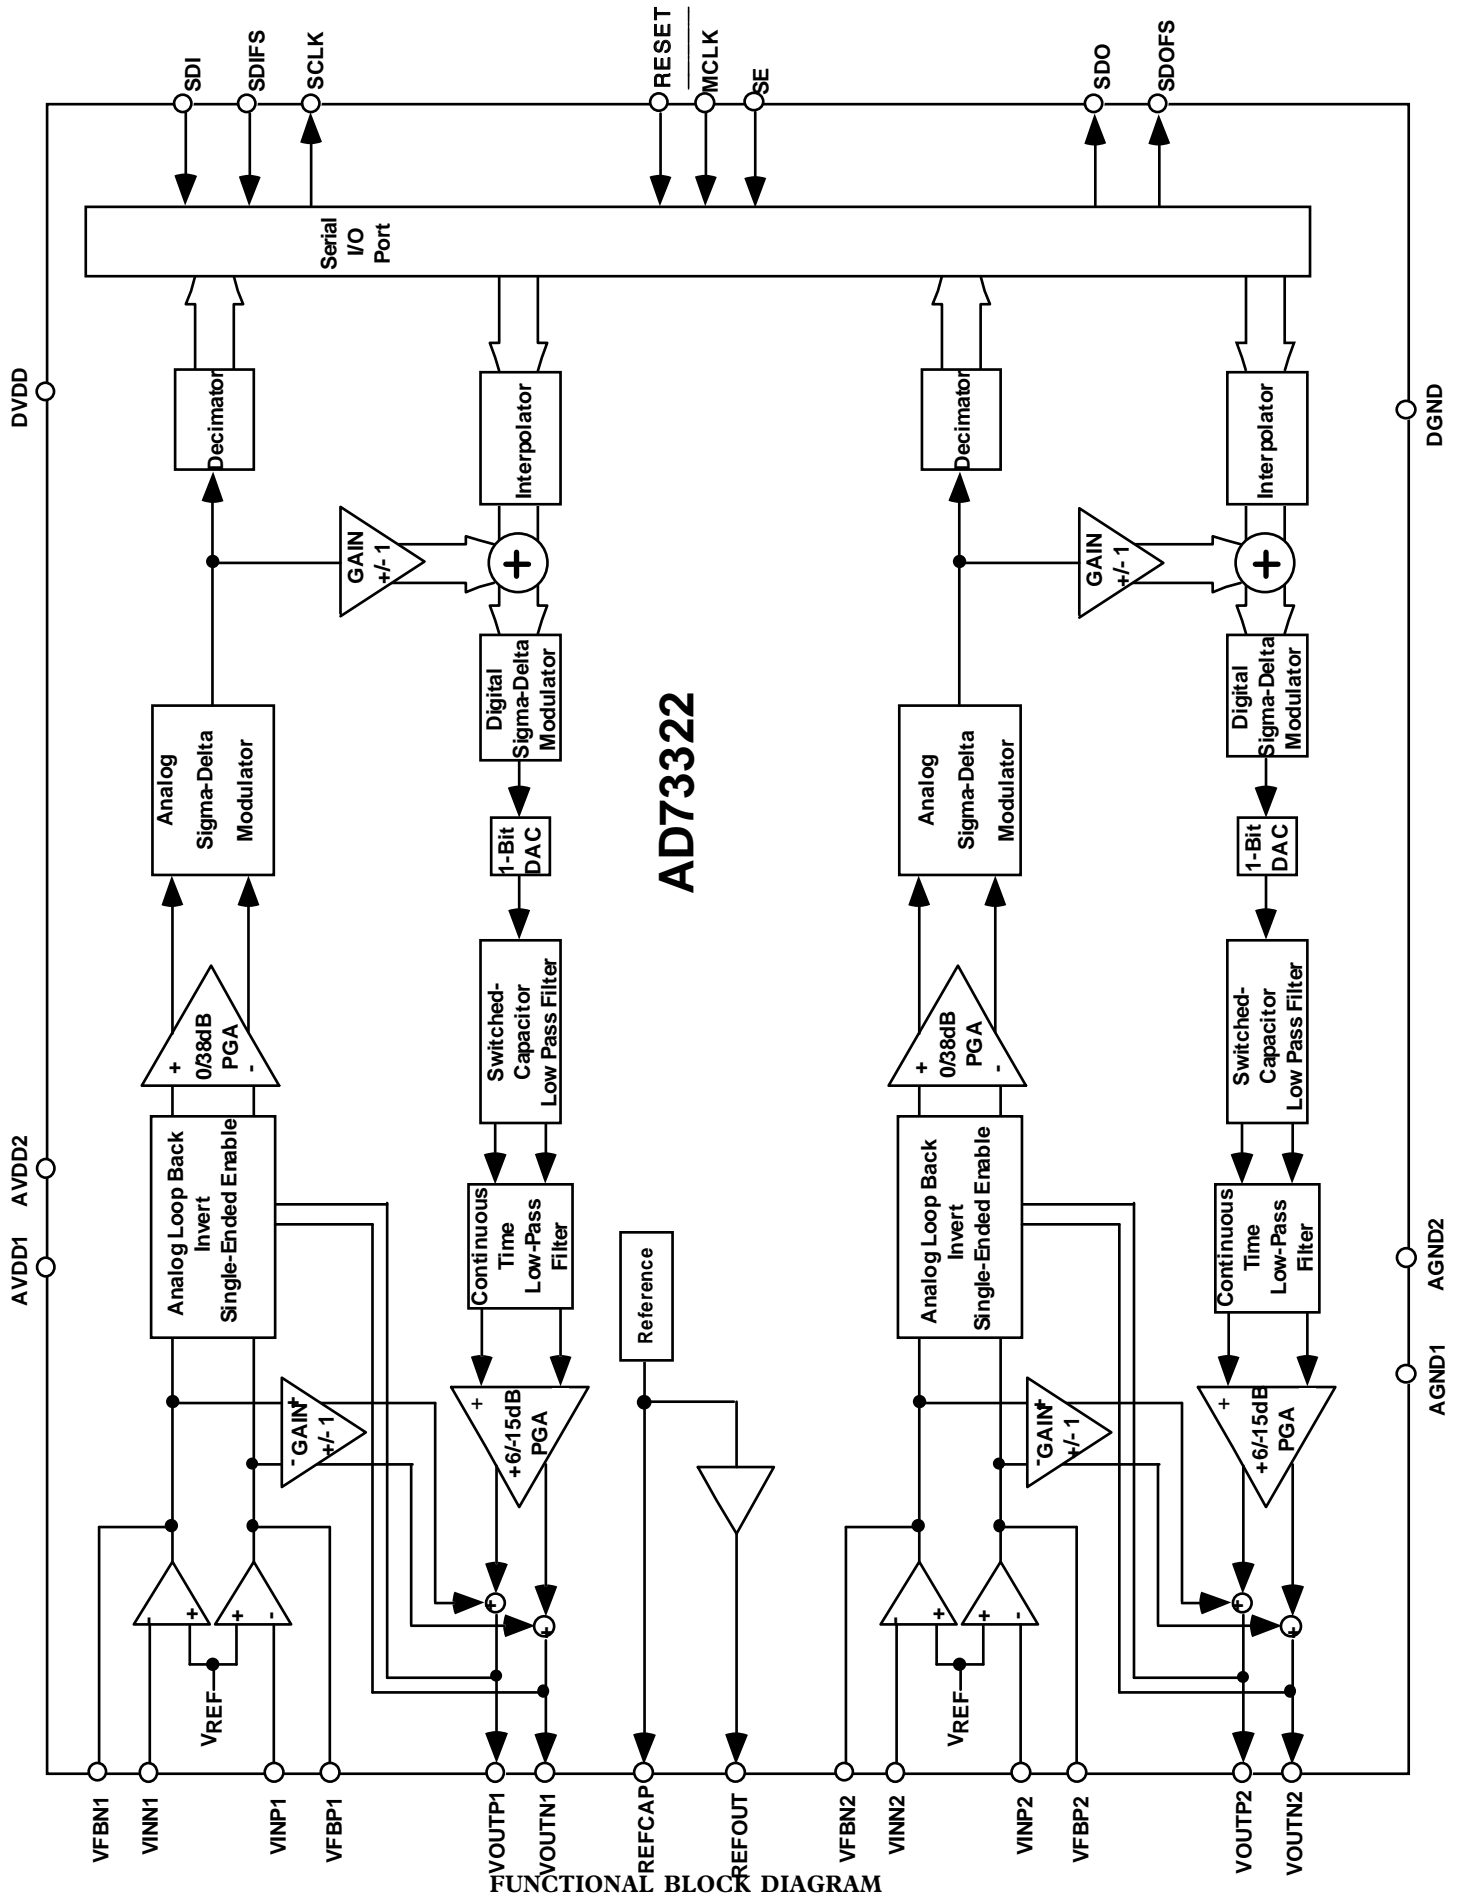 SDI
SDIFS
SCLK
RESET
MCLK
SE
SDO
SDOFS
Serial
I/O
Port
DVDD
DGND
Decimator
Interpolator
GAIN
+/- 1
+
Analog
Sigma-Delta
Modulator
Digital
Sigma-Delta
Modulator
1-Bit
DAC
0/38dB
PGA
+
-
Switched-
Capacitor
Low Pass Filter
Analog Loop Back
Invert
Single-Ended Enable
Continuous
Time
Low-Pass
Filter
+
+6/-15dB
PGA
+
-
GAIN
+/- 1
-
+
+
-
VREF
+
+
AD73322
Reference
Decimator
Interpolator
GAIN
+/- 1
+
Analog
Sigma-Delta
Modulator
Digital
Sigma-Delta
Modulator
1-Bit
DAC
0/38dB
PGA
+
-
Switched-
Capacitor
Low Pass Filter
Analog Loop Back
Invert
Single-Ended Enable
Continuous
Time
Low-Pass
Filter
+
+6/-15dB
PGA
+
-
GAIN
+/- 1
-
+
+
-
VREF
+
+
AVDD2
AVDD1
AGND2
AGND1
VFBN1
VINN1
VINP1
VFBP1
VOUTP1
VOUTN1
REFCAP
REFOUT
VFBN2
VINN2
VINP2
VFBP2
VOUTP2
VOUTN2
FUNCTIONAL BLOCK DIAGRAM